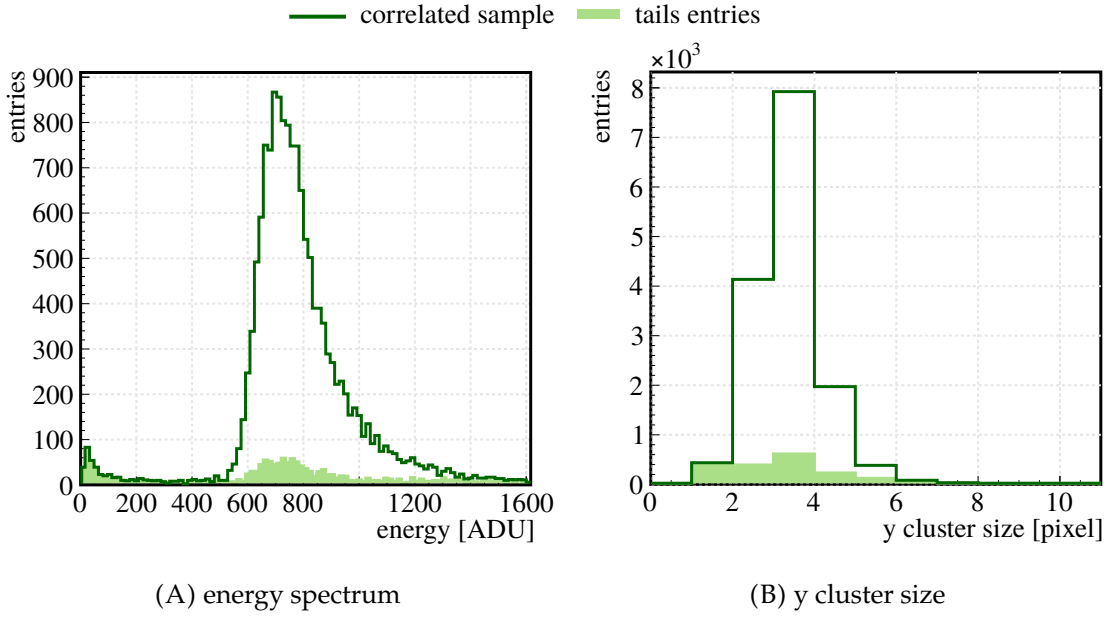 correlated sample tails entries
entries
900
800
700
600
500
400
300
200
100
0
0 200 400 600 800 1200 1600
energy [ADU]
(A) energy spectrum
×10³
entries
8
7
6
5
4
3
2
1
0
0 2 4 6 8 10
y cluster size [pixel]
(B) y cluster size